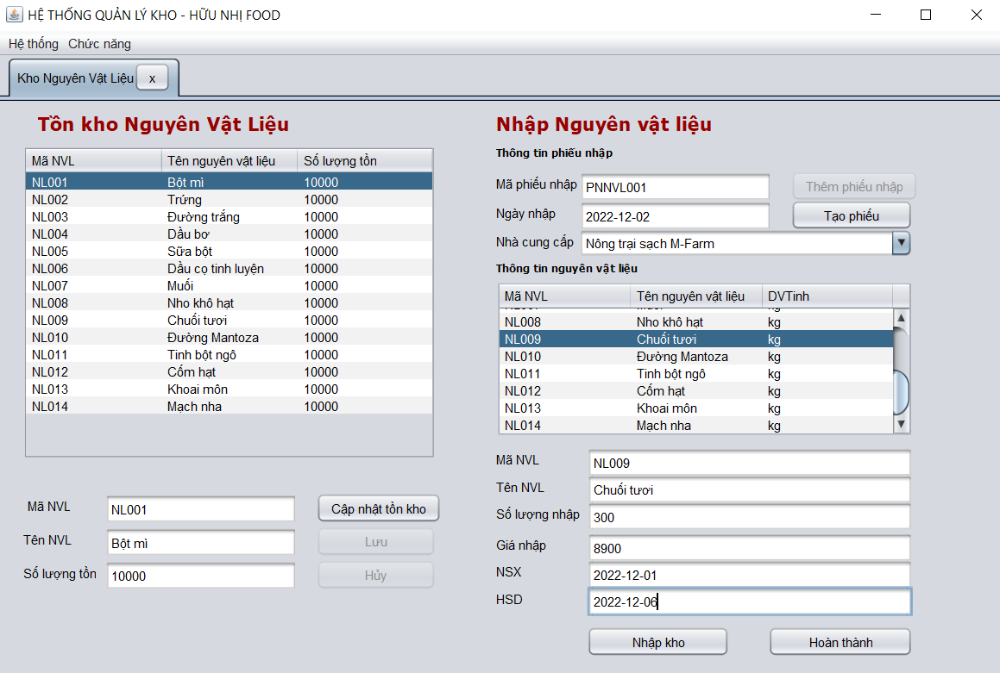 HỆ THỐNG QUẢN LÝ KHO - HỮU NHỊ FOOD
Hệ thống Chức năng
Kho Nguyên Vật Liệu x
Tồn kho Nguyên Vật Liệu
Mã NVL Tên nguyên vật liệu Số lượng tồn
NL001 Bột mì 10000
NL002 Trứng 10000
NL003 Đường trắng 10000
NL004 Dầu bơ 10000
NL005 Sữa bột 10000
NL006 Dầu cọ tinh luyện 10000
NL007 Muối 10000
NL008 Nho khô hạt 10000
NL009 Chuối tươi 10000
NL010 Đường Mantoza 10000
NL011 Tinh bột ngô 10000
NL012 Cốm hạt 10000
NL013 Khoai môn 10000
NL014 Mạch nha 10000
Mã NVL NL001 Cập nhật tồn kho
Tên NVL Bột mì Lưu
Số lượng tồn 10000 Hủy
Nhập Nguyên vật liệu
Thông tin phiếu nhập
Mã phiếu nhập PNNVL001 Thêm phiếu nhập
Ngày nhập 2022-12-02 Tạo phiếu
Nhà cung cấp Nông trại sạch M-Farm
Thông tin nguyên vật liệu
Mã NVL Tên nguyên vật liệu DVTinh
NL008 Nho khô hạt kg
NL009 Chuối tươi kg
NL010 Đường Mantoza kg
NL011 Tinh bột ngô kg
NL012 Cốm hạt kg
NL013 Khoai môn kg
NL014 Mạch nha kg
Mã NVL NL009
Tên NVL Chuối tươi
Số lượng nhập 300
Giá nhập 8900
NSX 2022-12-01
HSD 2022-12-06
Nhập kho Hoàn thành